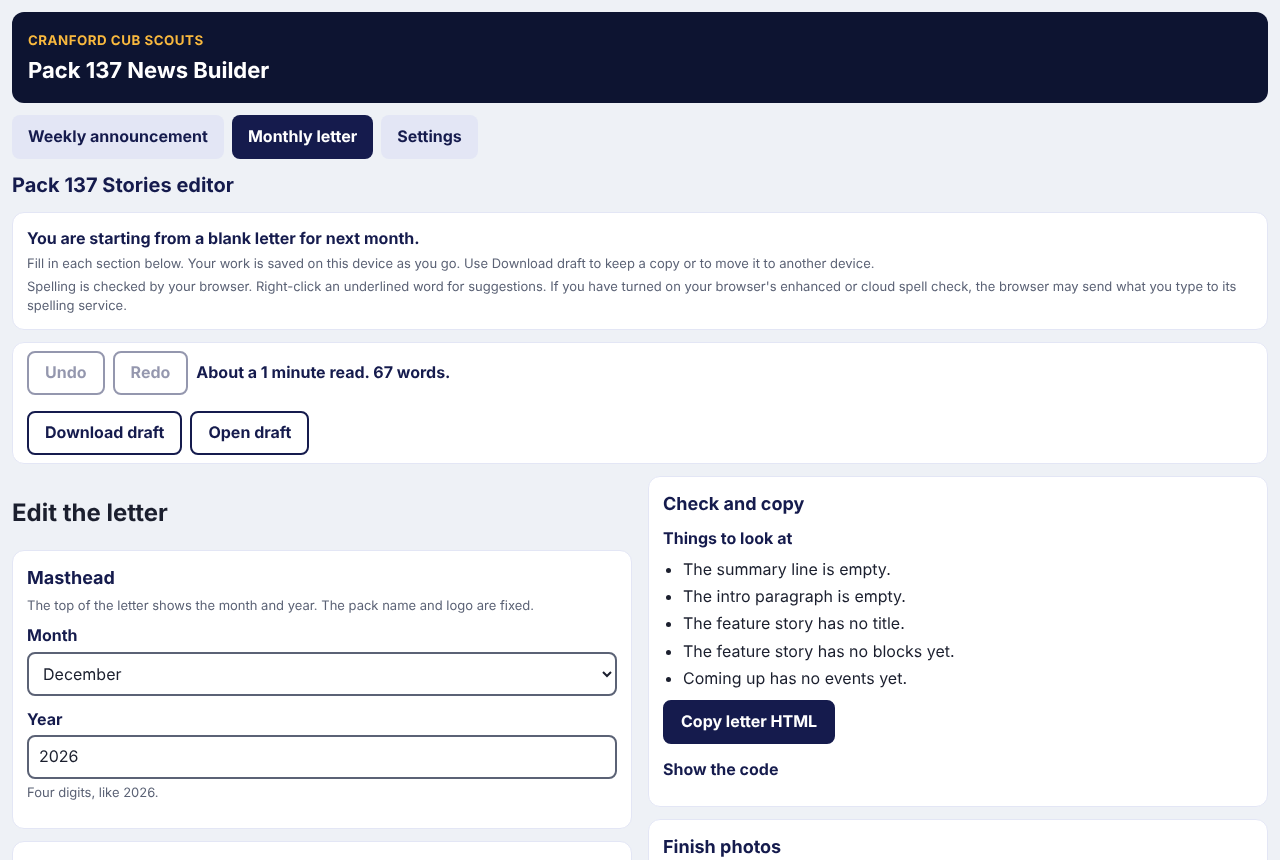 CRANFORD CUB SCOUTS
Pack 137 News Builder
Weekly announcement
Monthly letter
Settings
Pack 137 Stories editor
You are starting from a blank letter for next month.
Fill in each section below. Your work is saved on this device as you go. Use Download draft to keep a copy or to move it to another device.
Spelling is checked by your browser. Right-click an underlined word for suggestions. If you have turned on your browser's enhanced or cloud spell check, the browser may send what you type to its
spelling service.
Undo
Redo
About a 1 minute read. 67 words.
Download draft
Open draft
Edit the letter
Masthead
The top of the letter shows the month and year. The pack name and logo are fixed.
Month
December
Year
2026
Four digits, like 2026.
Check and copy
Things to look at
The summary line is empty.
The intro paragraph is empty.
The feature story has no title.
The feature story has no blocks yet.
Coming up has no events yet.
Copy letter HTML
Show the code
Finish photos